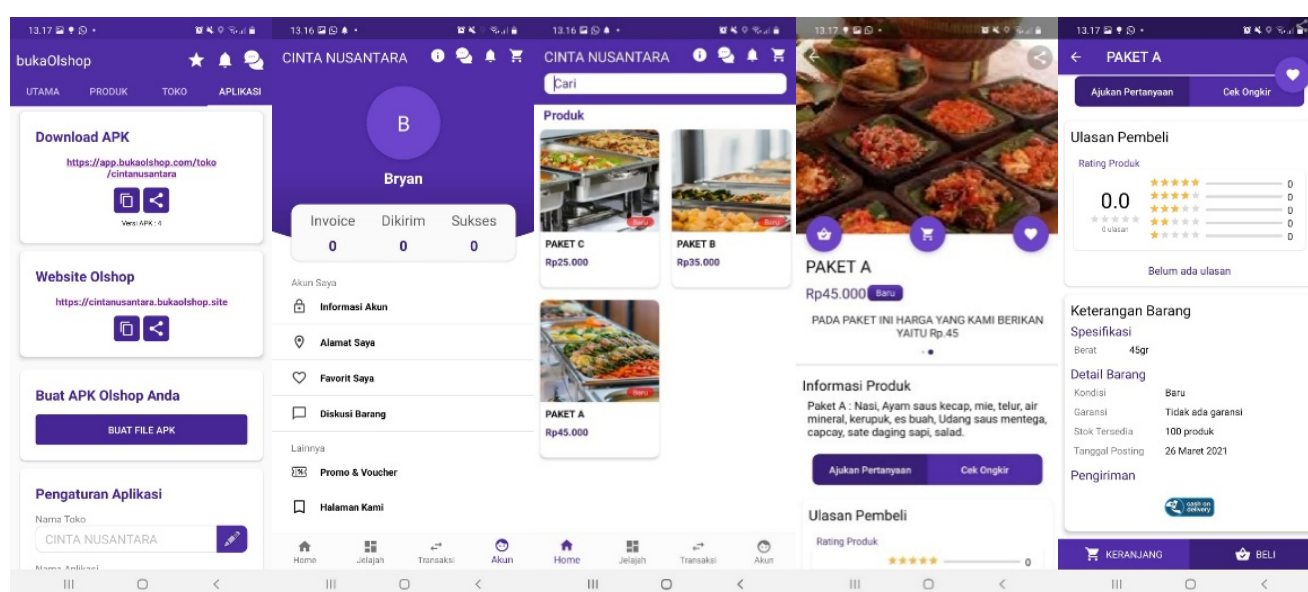 13.17
bukaOlshop
UTAMA PRODUK TOKO APLIKASI
Download APK
https://app.bukaolshop.com/toko
/cintanusantara
Versi APK : 4
Website Olshop
https://cintanusantara.bukaolshop.site
Buat APK Olshop Anda
BUAT FILE APK
Pengaturan Aplikasi
Nama Toko
CINTA NUSANTARA
Nama Aplikasi
13.16
CINTA NUSANTARA
B
Bryan
Invoice Dikirim Sukses
0 0 0
Akun Saya
Informasi Akun
Alamat Saya
Favorit Saya
Diskusi Barang
Lainnya
Promo & Voucher
Halaman Kami
Home Jelajah Transaksi Akun
13.16
CINTA NUSANTARA
Cari
Produk
Baru Baru
PAKET C PAKET B
Rp25.000 Rp35.000
Baru
PAKET A
Rp45.000
Home Jelajah Transaksi Akun
13.17
PAKET A
Rp45.000 Baru
PADA PAKET INI HARGA YANG KAMI BERIKAN
YAITU Rp.45
Informasi Produk
Paket A : Nasi, Ayam saus kecap, mie, telur, air
mineral, kerupuk, es buah, Udang saus mentega,
capcay, sate daging sapi, salad.
Ajukan Pertanyaan Cek Ongkir
Ulasan Pembeli
Rating Produk
0
13.17
PAKET A
Ajukan Pertanyaan Cek Ongkir
Ulasan Pembeli
Rating Produk
0.0
0 ulasan
0
0
0
0
0
Belum ada ulasan
Keterangan Barang
Spesifikasi
Berat 45gr
Detail Barang
Kondisi Baru
Garansi Tidak ada garansi
Stok Tersedia 100 produk
Tanggal Posting 26 Maret 2021
Pengiriman
cash on
delivery
KERANJANG BELI